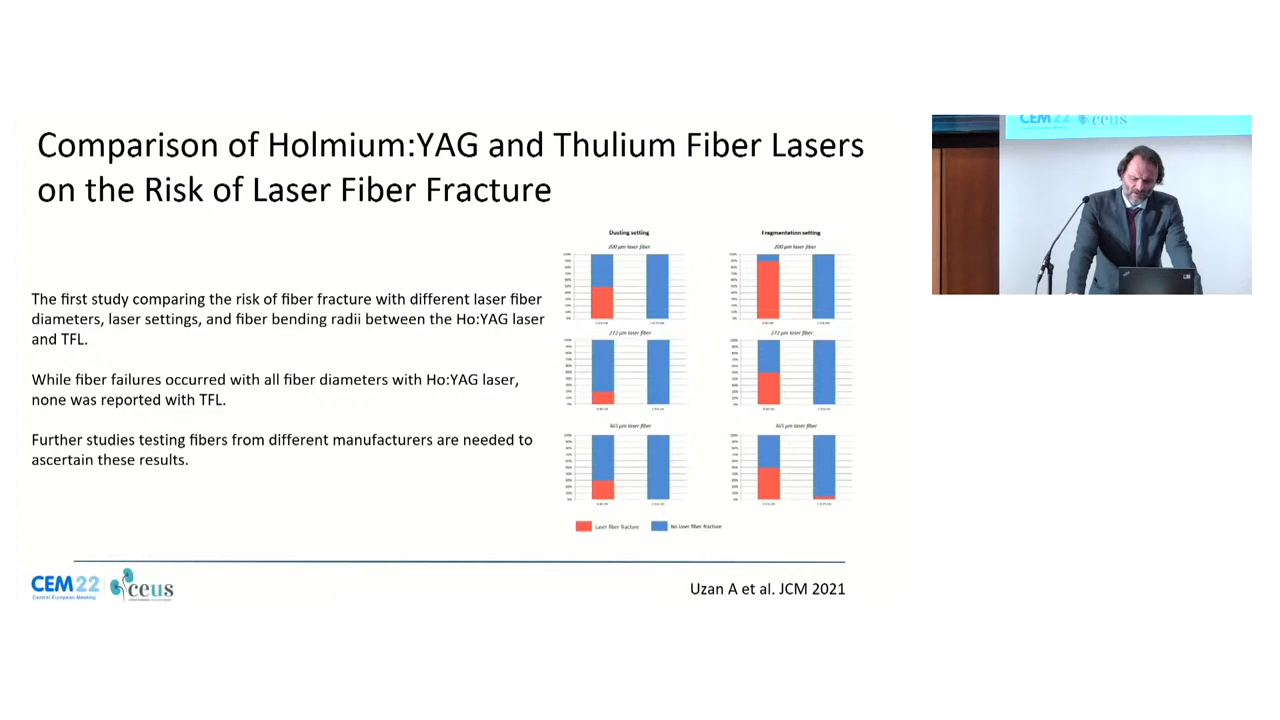 Comparison of Holmium:YAG and Thulium Fiber Lasers
on the Risk of Laser Fiber Fracture
The first study comparing the risk of fiber fracture with different laser fiber
diameters, laser settings, and fiber bending radii between the Ho:YAG laser
and TFL.
While fiber failures occurred with all fiber diameters with Ho:YAG laser,
none was reported with TFL.
Further studies testing fibers from different manufacturers are needed to
ascertain these results.
Dusting setting
200 µm laser fiber
272 µm laser fiber
365 µm laser fiber
Fragmentation setting
200 µm laser fiber
272 µm laser fiber
365 µm laser fiber
Laser fiber fracture
No laser fiber fracture
CEM22
Central European Meeting
ceus
Uzan A et al. JCM 2021
CEM22 ceus